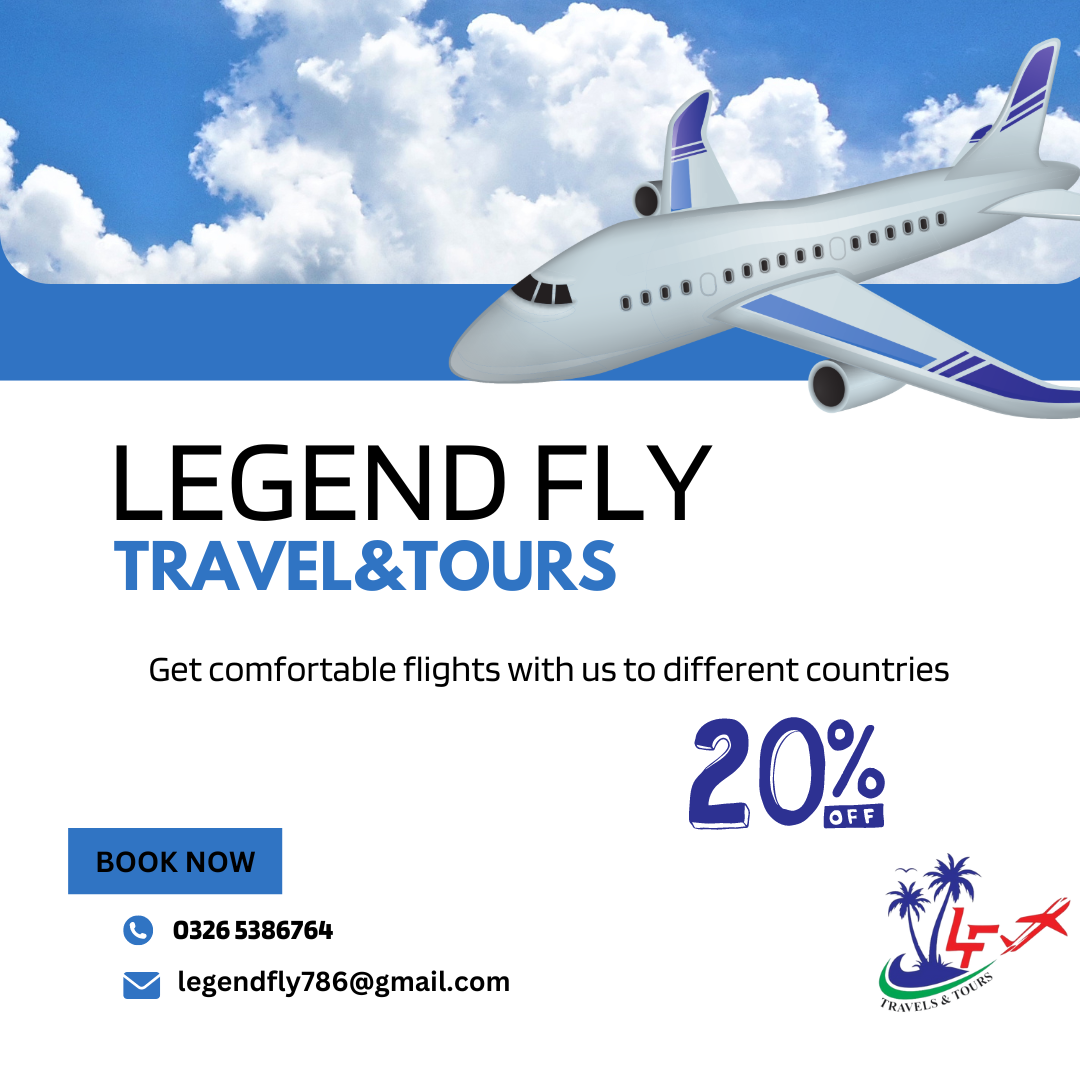 LEGEND FLY
TRAVEL&TOURS
Get comfortable flights with us to different countries
20%
OFF
BOOK NOW
0326 5386764
legendfly786@gmail.com
LF
TRAVELS & TOURS